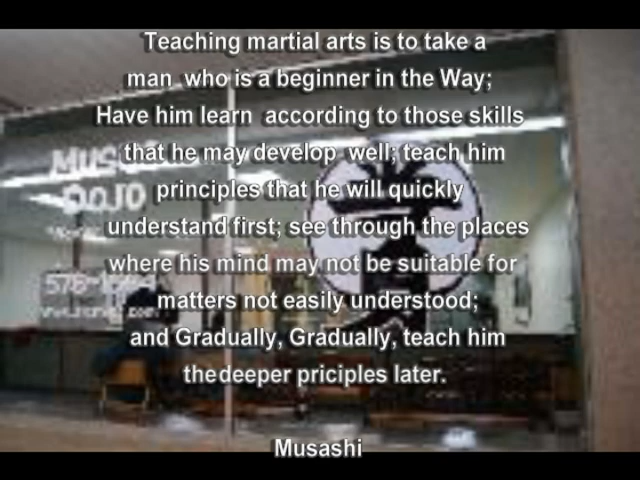 Teaching martial arts is to take a
man who is a beginner in the Way;
Have him learn according to those skills
that he may develop well; teach him
principles that he will quickly
understand first; see through the places
where his mind may not be suitable for
matters not easily understood;
and Gradually, Gradually, teach him
the deeper priciples later.
Musashi
DOJO